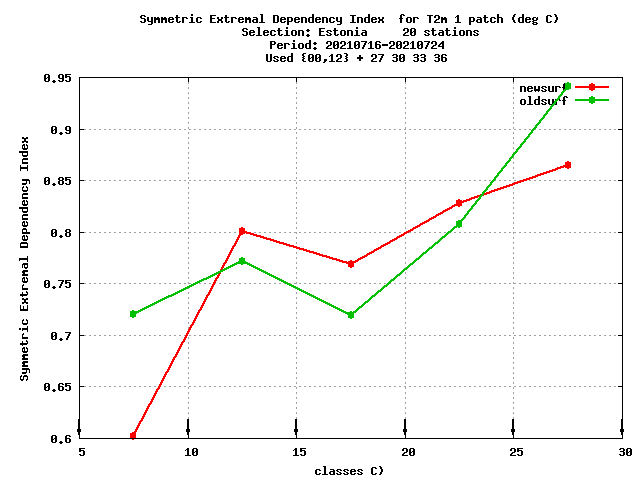 Symmetric Extremal Dependency Index  for T2m 1 patch (deg C)
Selection: Estonia     20 stations
Period: 20210716-20210724
Used {00,12} + 27 30 33 36
Symmetric Extremal Dependency Index
0.95
0.9
0.85
0.8
0.75
0.7
0.65
0.6
newsurf
oldsurf
5 10 15 20 25 30
classes C)